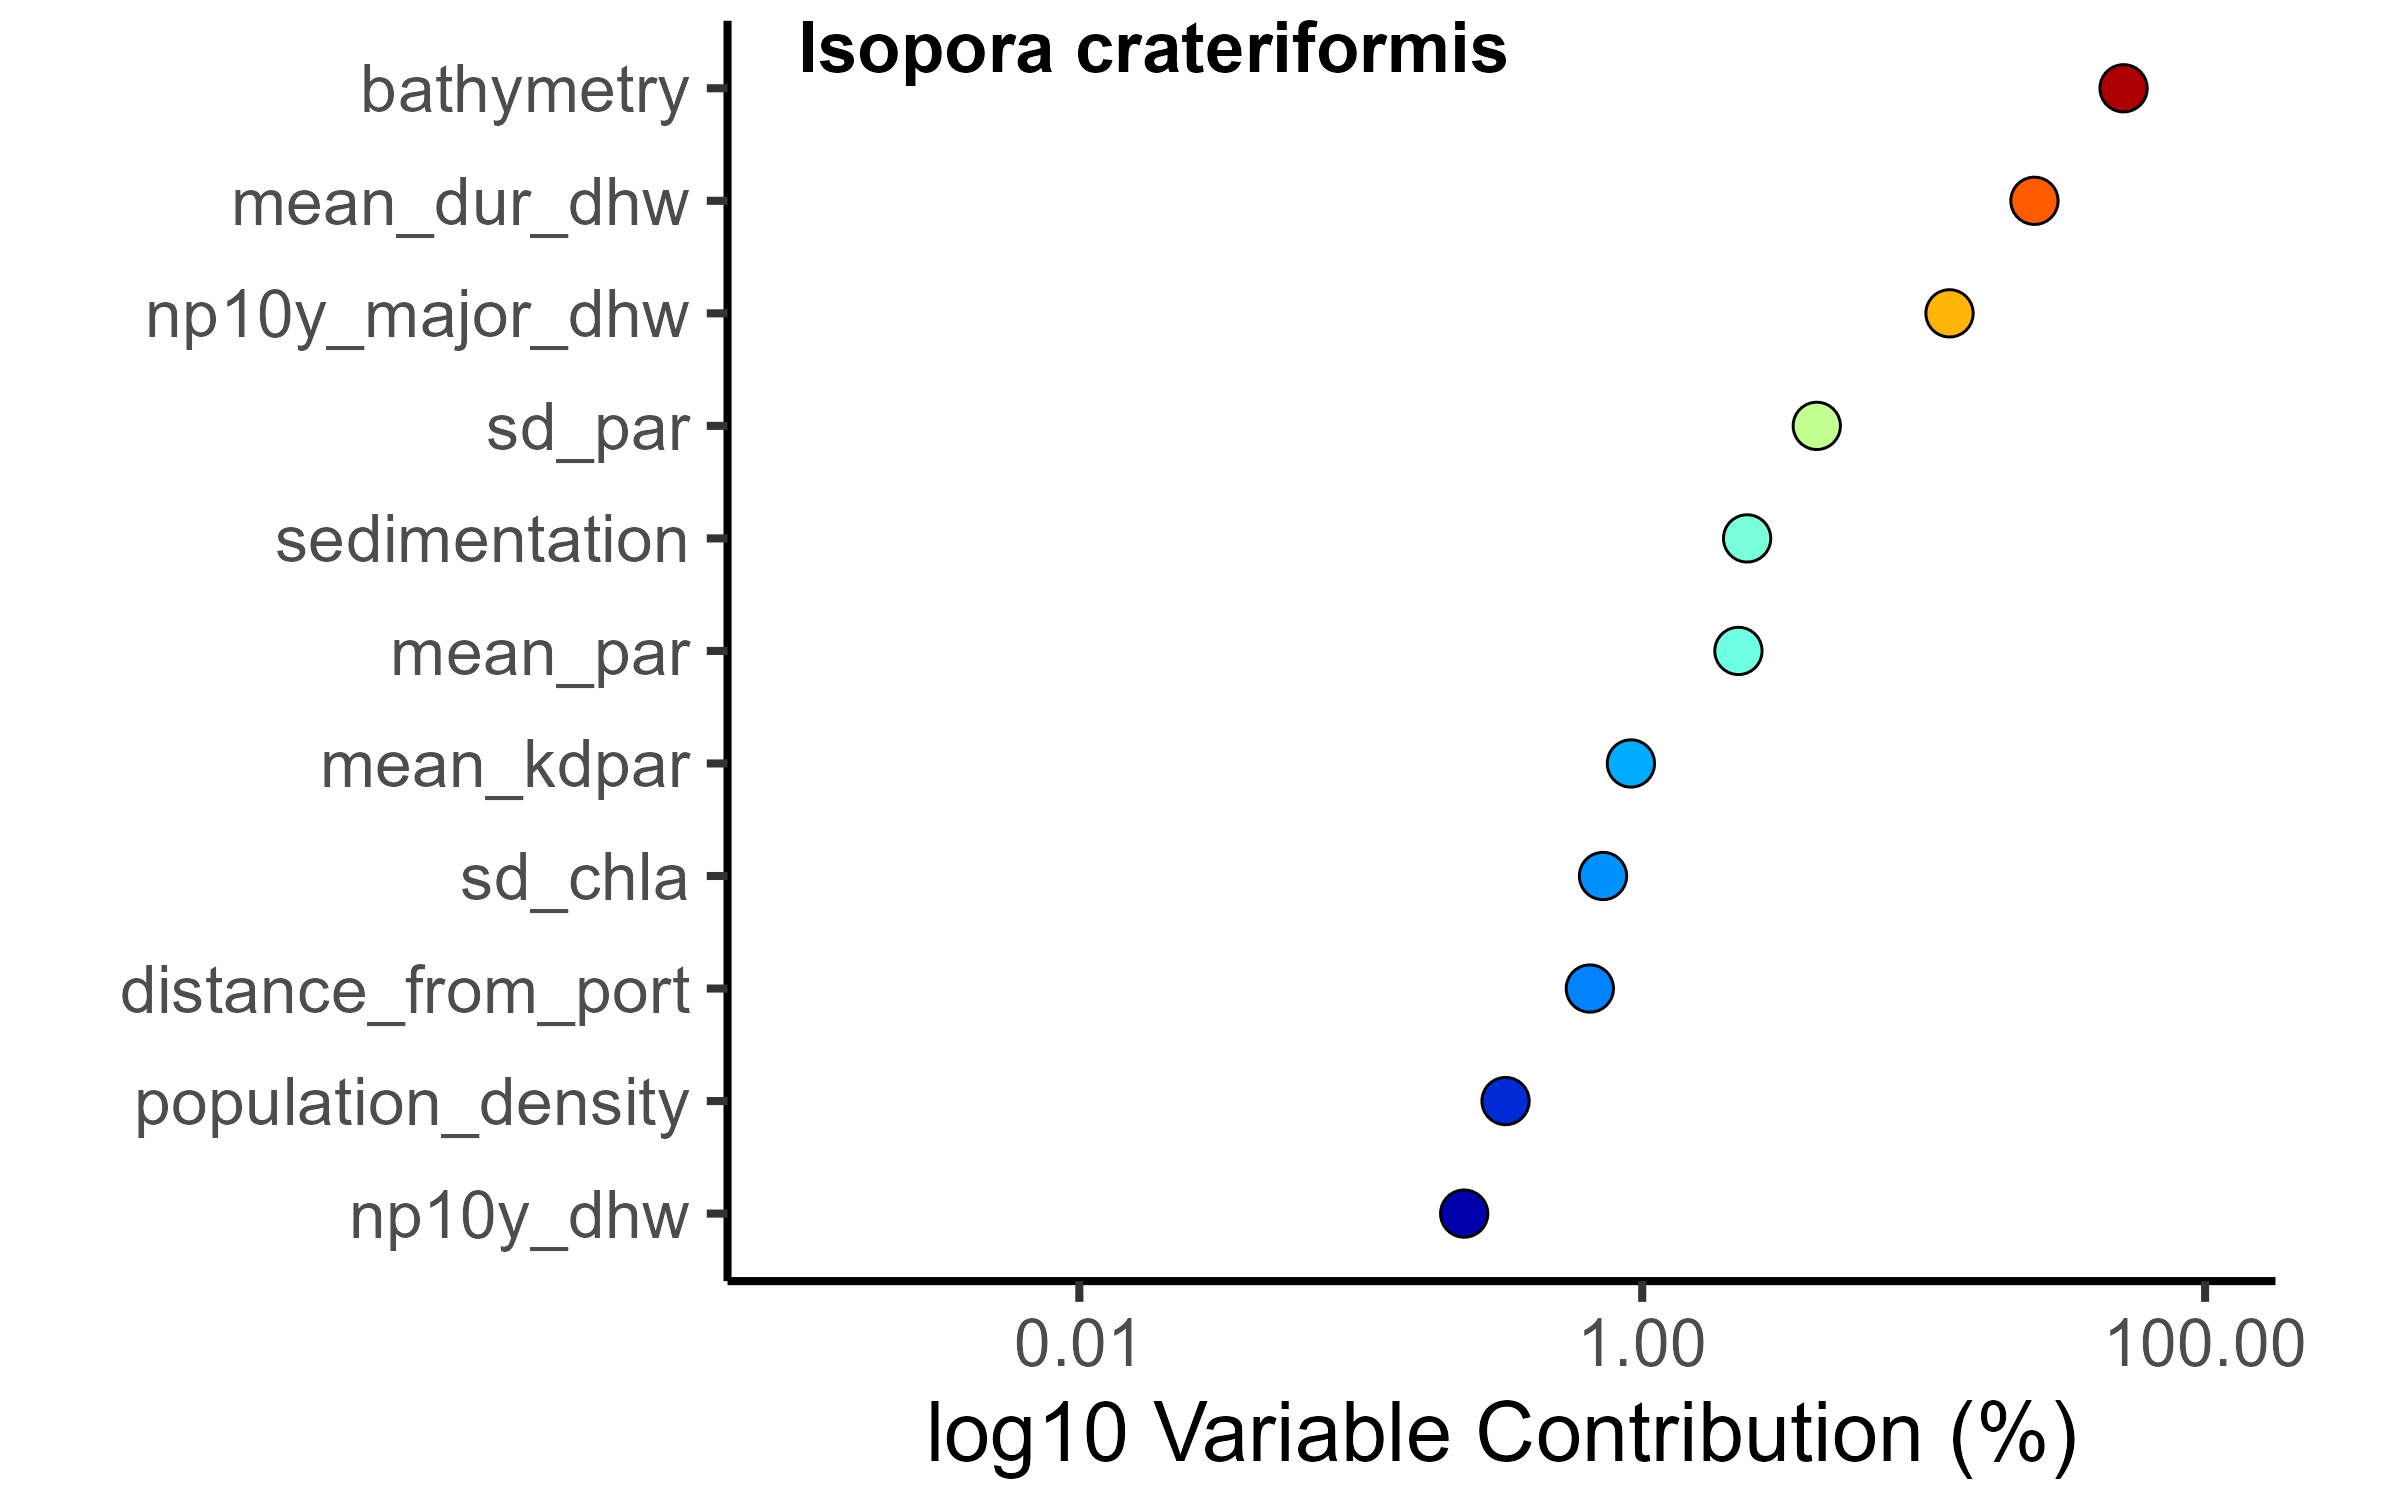 Isopora crateriformis
bathymetry
mean_dur_dhw
np10y_major_dhw
sd_par
sedimentation
mean_par
mean_kdpar
sd_chla
distance_from_port
population_density
np10y_dhw
0.01 1.00 100.00
log10 Variable Contribution (%)